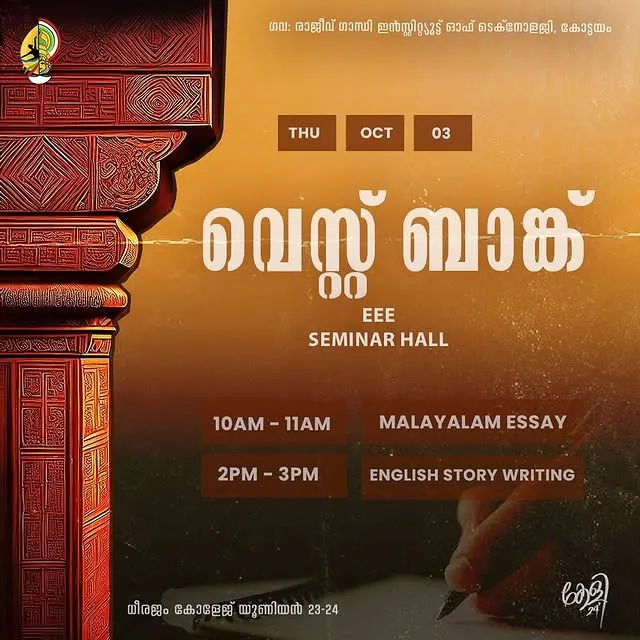 ഗവ: രാജീവ് ഗാന്ധി ഇൻസ്റ്റിറ്റ്യൂട്ട് ഓഫ് ടെക്നോളജി, കോട്ടയം
THU OCT 03
വെസ്റ്റ് ബാങ്ക്
EEE
SEMINAR HALL
10AM - 11AM MALAYALAM ESSAY
2PM - 3PM ENGLISH STORY WRITING
ധീരജം കോളേജ് യൂണിയൻ 23-24
കേളി
24'